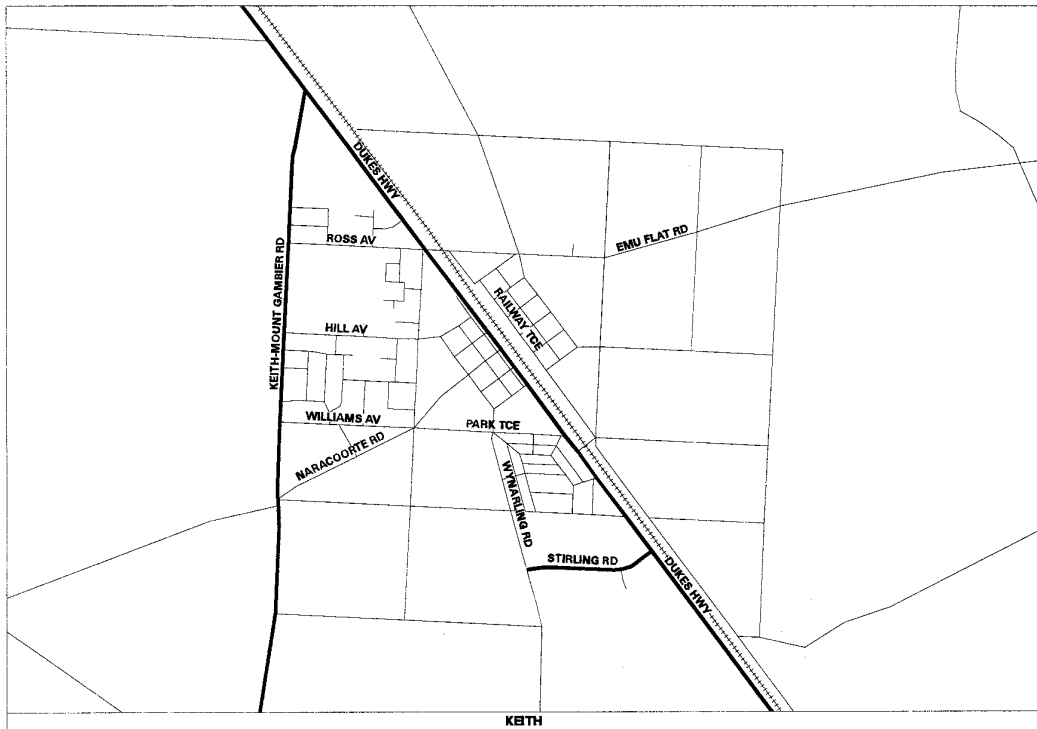 DUKES HWY
ROSS AV
EMU FLAT RD
KEITH-MOUNT GAMBIER RD
RAILWAY TCE
HILL AV
WILLIAMS AV
PARK TCE
NARACOORTE RD
WYNARLING RD
STIRLING RD
DUKES HWY
KEITH